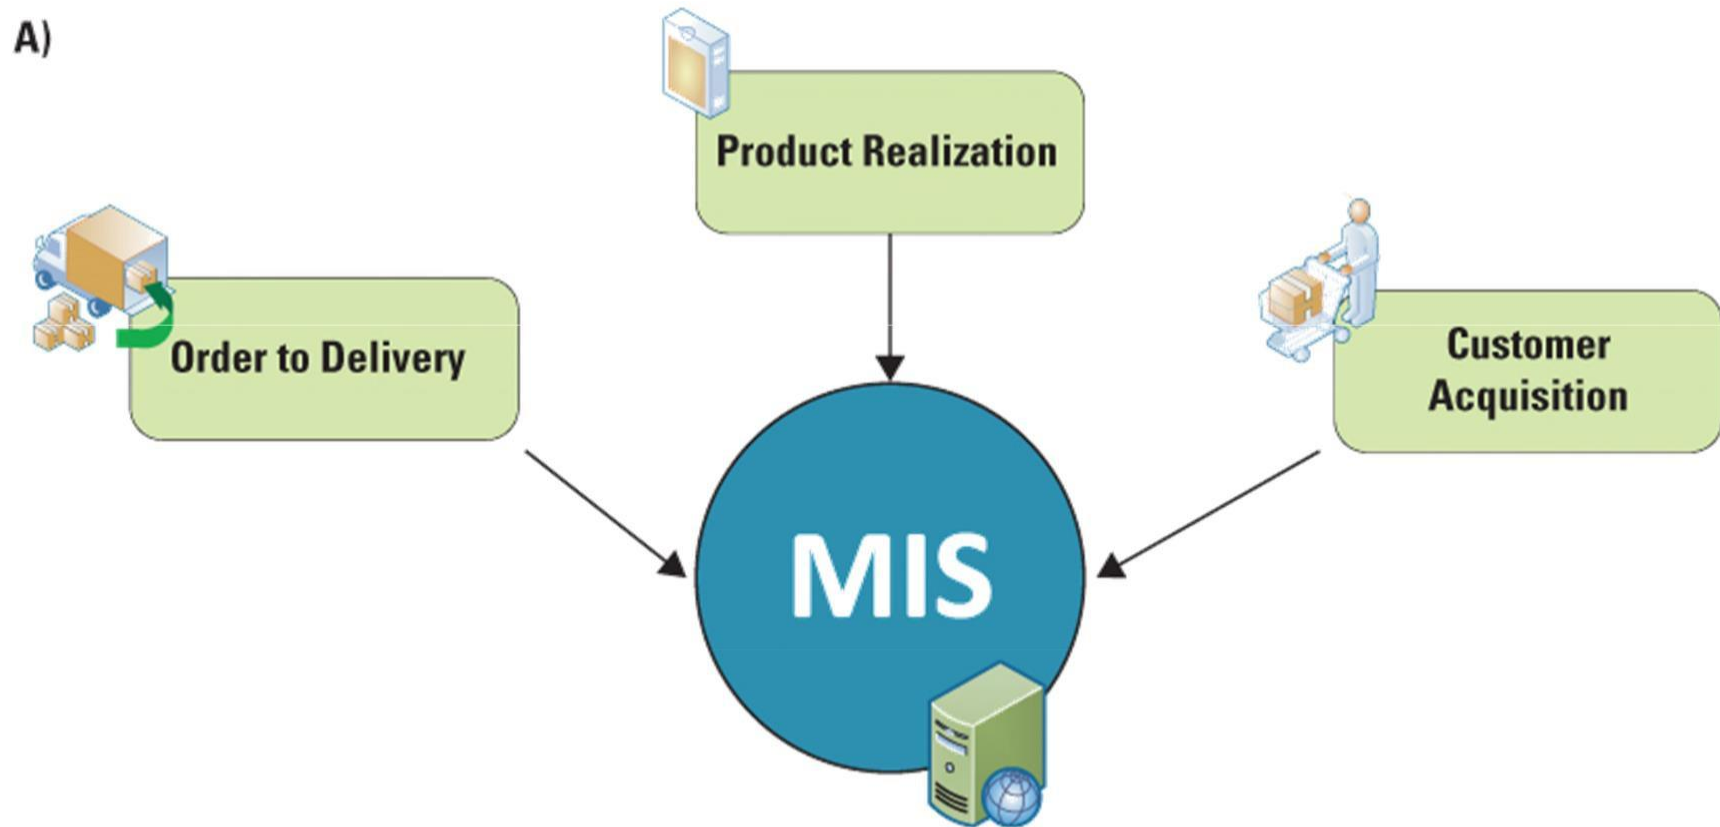 A)
Product Realization
Order to Delivery
Customer
Acquisition
MIS